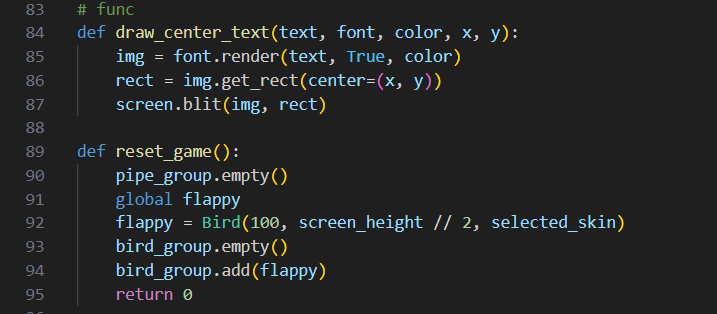 83 # func
84 def draw_center_text(text, font, color, x, y):
85 img = font.render(text, True, color)
86 rect = img.get_rect(center=(x, y))
87 screen.blit(img, rect)
88
89 def reset_game():
90 pipe_group.empty()
91 global flappy
92 flappy = Bird(100, screen_height // 2, selected_skin)
93 bird_group.empty()
94 bird_group.add(flappy)
95 return 0